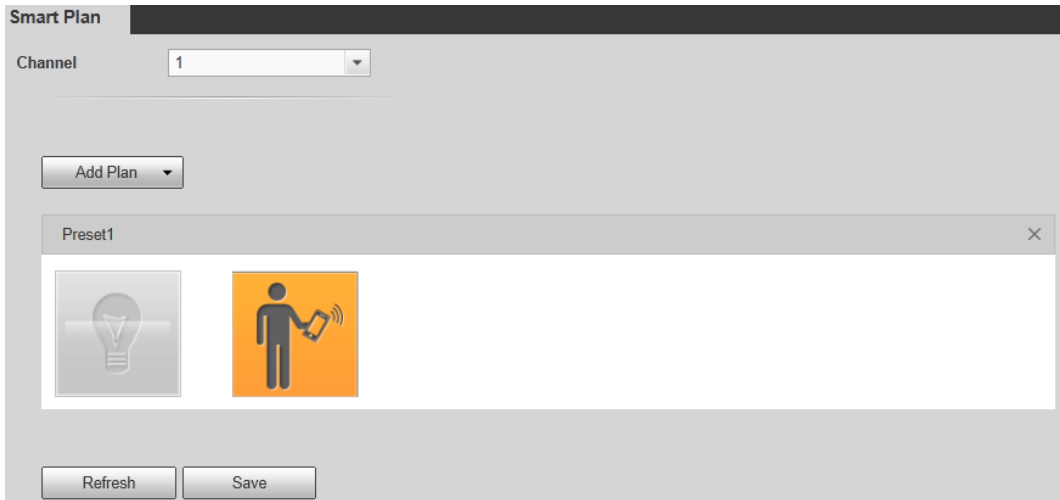 Smart Plan
Channel 1
Add Plan
Preset1
Refresh Save